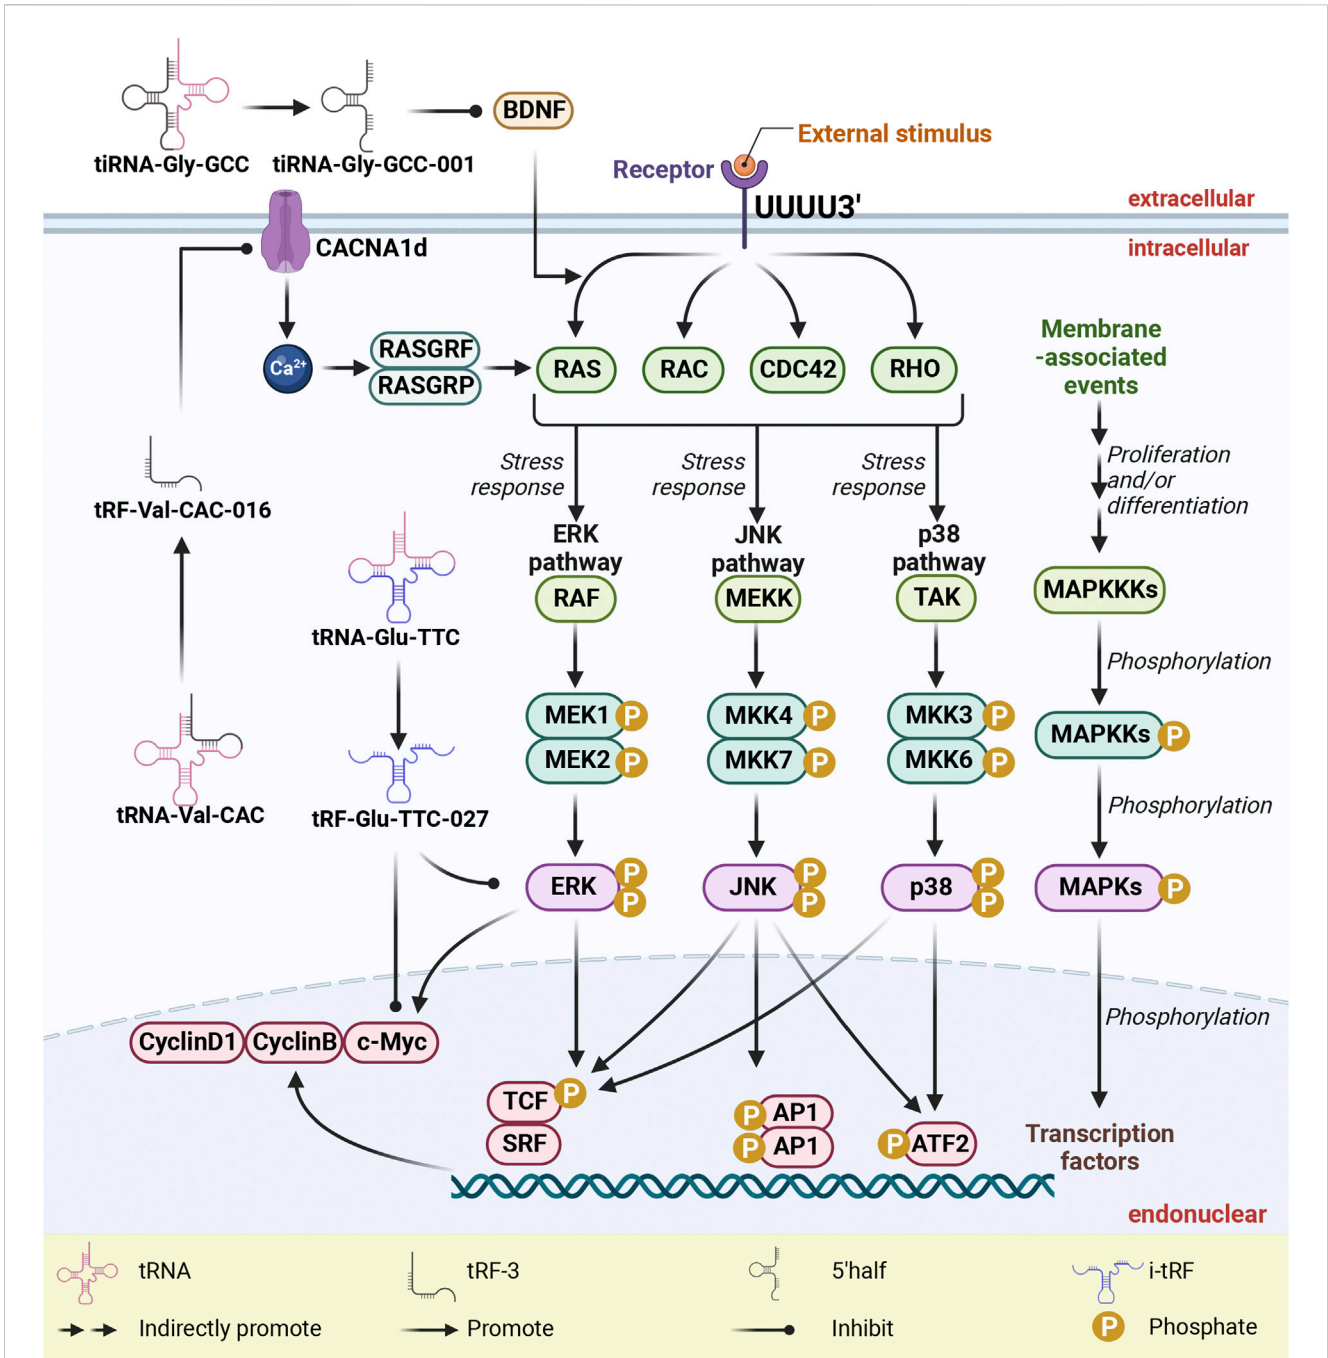 tiRNA-Gly-GCC
tiRNA-Gly-GCC-001
BDNF
External stimulus
Receptor
UUUU3'
extracellular
intracellular
CACNA1d
Ca2+
RASGRF
RASGRP
RAS
RAC
CDC42
RHO
Membrane
-associated
events
Stress
response
Stress
response
Stress
response
Proliferation
and/or
differentiation
tRF-Val-CAC-016
ERK
pathway
JNK
pathway
p38
pathway
RAF
MEKK
TAK
MAPKKKs
tRNA-Glu-TTC
Phosphorylation
MEK1 P
MEK2 P
MKK4 P
MKK7 P
MKK3 P
MKK6 P
MAPKKs P
tRNA-Val-CAC
tRF-Glu-TTC-027
Phosphorylation
ERK P
P
JNK P
P
p38 P
P
MAPKs P
Phosphorylation
CyclinD1
CyclinB
c-Myc
TCF P
SRF
P AP1
P AP1
P ATF2
Transcription
factors
endonuclear
tRNA
tRF-3
5'half
i-tRF
Indirectly promote
Promote
Inhibit
P Phosphate